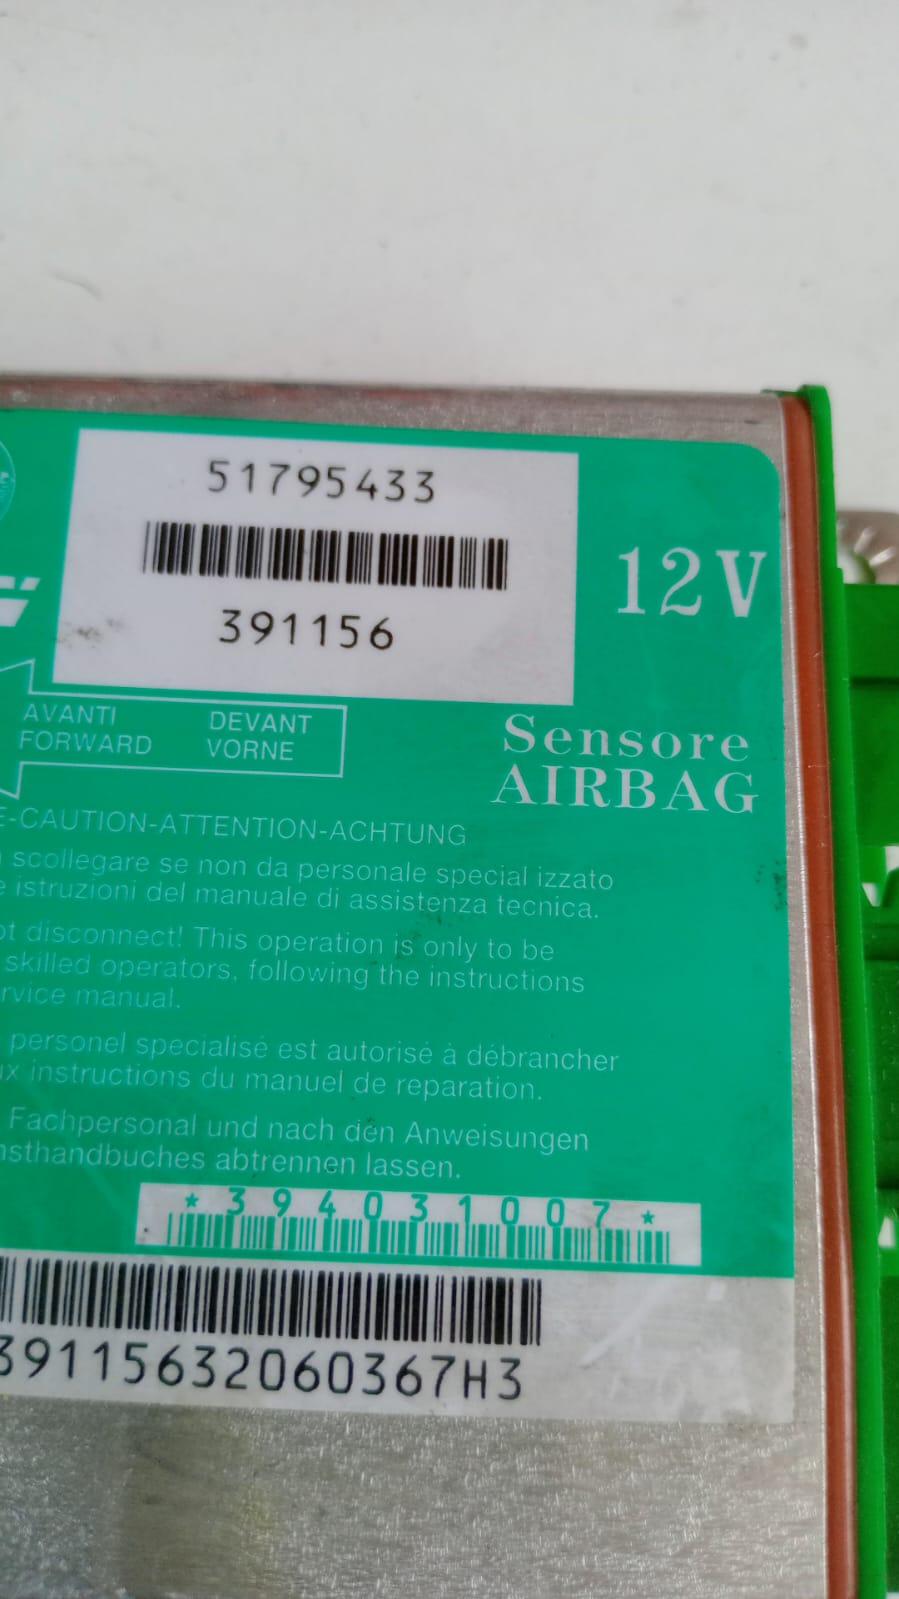 51795433
391156
12V
AVANTI DEVANT
FORWARD VORNE
Sensore
AIRBAG
-CAUTION-ATTENTION-ACHTUNG
scollegare se non da personale special izzato
istruzioni del manuale di assistenza tecnica.
disconnect! This operation is only to be
skilled operators, following the instructions
manual.
personel specialisé est autorisé à débrancher
instructions du manuel de reparation.
Fachpersonal und nach den Anweisungen
abtrennen lassen.
*394031007*
39115632060367H3